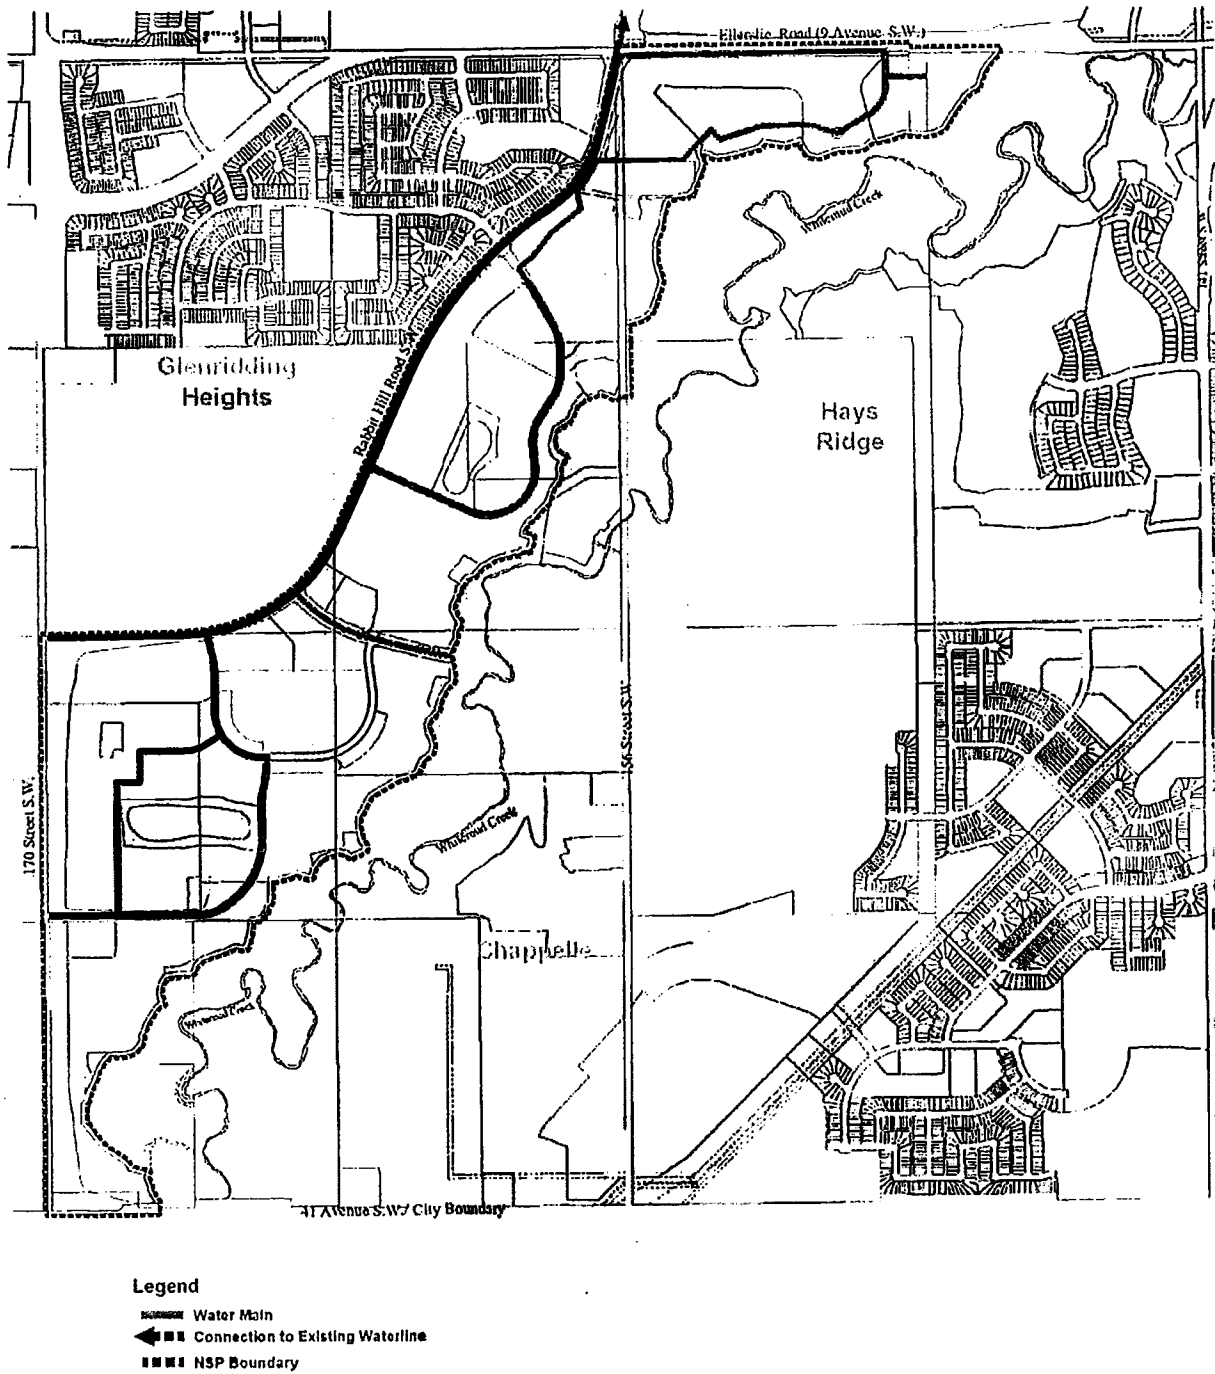 Ellerslie Road (9 Avenue S.W.)
Whitemud Creek
Glenridding
Heights
Rabbit Hill Road S.W.
Hays
Ridge
56 Street S.W.
170 Street S.W.
Whitemud Creek
Chappelle
Whitemud Creek
41 Avenue S.W./ City Boundary
Legend
Water Main
Connection to Existing Waterline
NSP Boundary